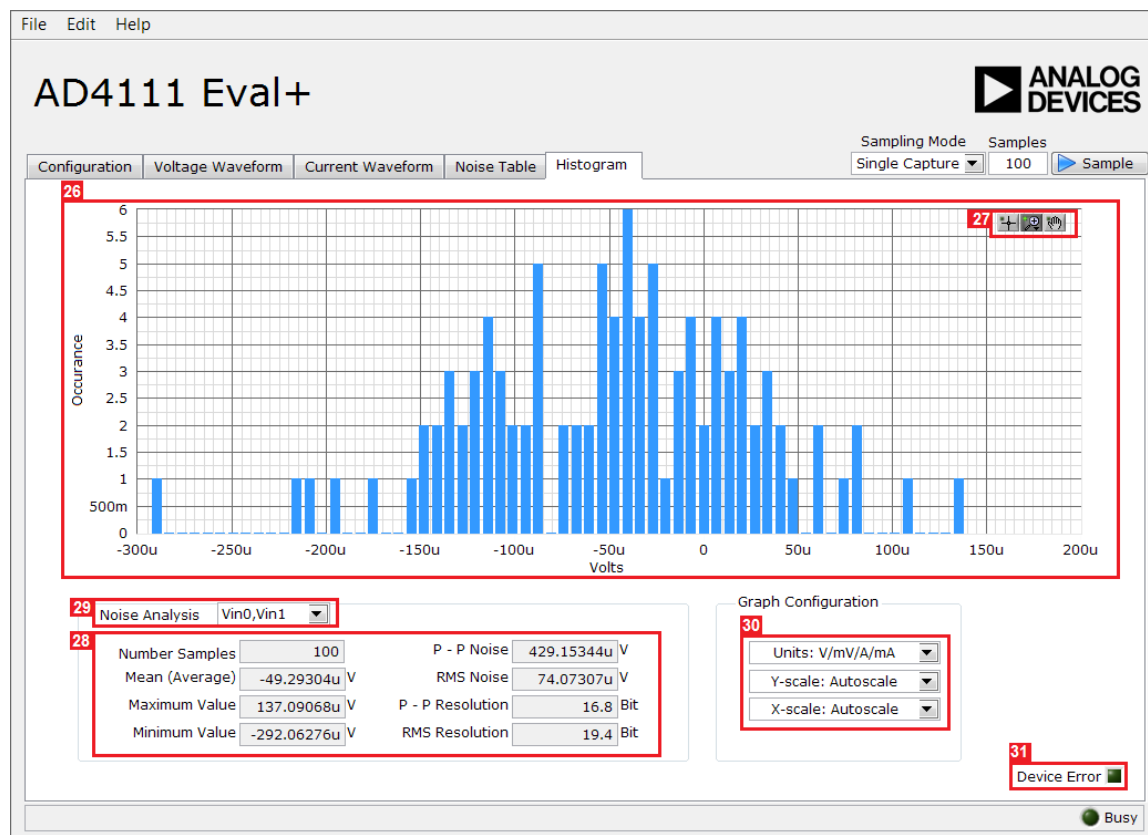 File Edit Help
AD4111 Eval+
ANALOG
DEVICES
Sampling Mode Samples
Configuration Voltage Waveform Current Waveform Noise Table Histogram Single Capture 100 Sample
26
27
6
5.5
5
4.5
4
3.5
3
2.5
2
1.5
1
500m
0
Occurance
-300u -250u -200u -150u -100u -50u 0 50u 100u 150u 200u
Volts
29
Noise Analysis Vin0,Vin1
28
Number Samples 100 P - P Noise 429.15344u V
Mean (Average) -49.29304u V RMS Noise 74.07307u V
Maximum Value 137.09068u V P - P Resolution 16.8 Bit
Minimum Value -292.06276u V RMS Resolution 19.4 Bit
Graph Configuration
30
Units: V/mV/A/mA
Y-scale: Autoscale
X-scale: Autoscale
31
Device Error
Busy